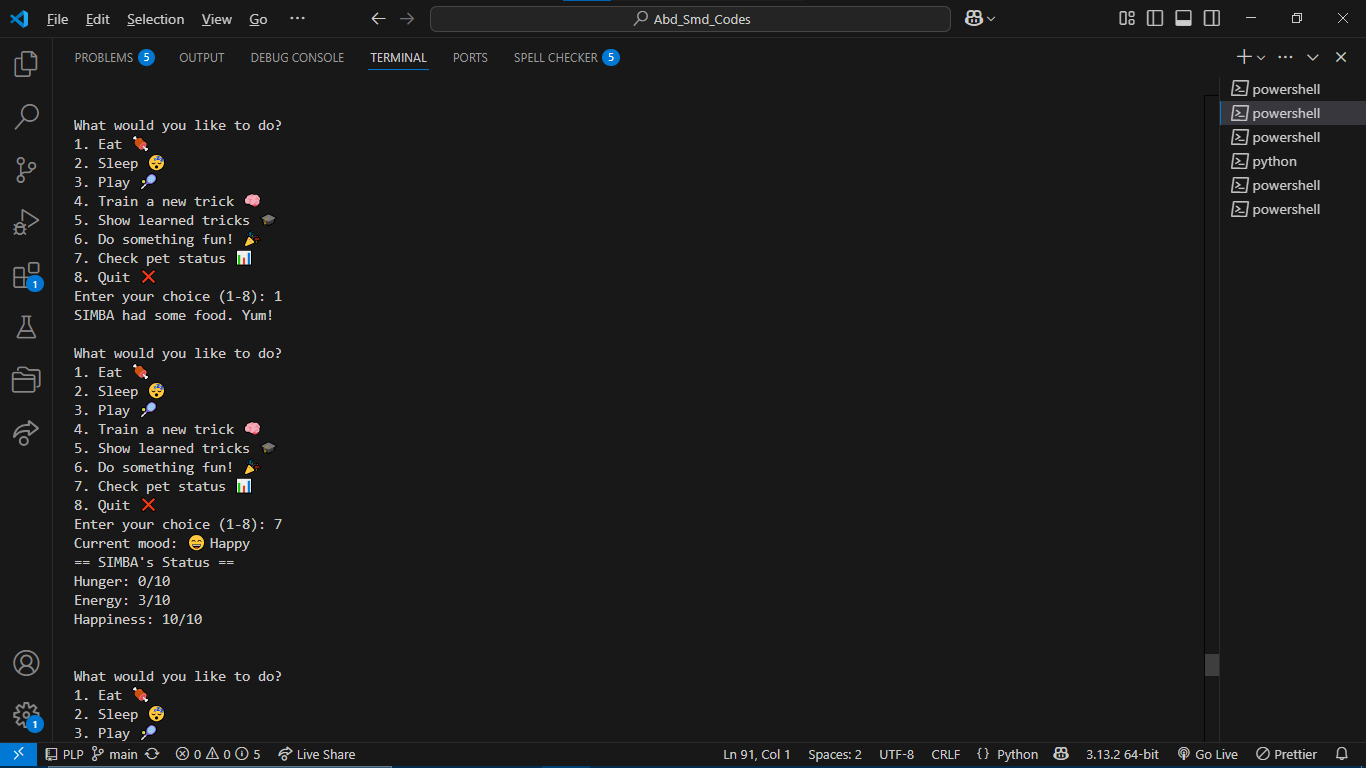 File Edit Selection View Go ··· Abd_Smd_Codes
PROBLEMS 5 OUTPUT DEBUG CONSOLE TERMINAL PORTS SPELL CHECKER 5
What would you like to do?
1. Eat 🍖
2. Sleep 😴
3. Play 🎾
4. Train a new trick 🧠
5. Show learned tricks 🎓
6. Do something fun! 🎉
7. Check pet status 📊
8. Quit ❌
Enter your choice (1-8): 1
SIMBA had some food. Yum!
What would you like to do?
1. Eat 🍖
2. Sleep 😴
3. Play 🎾
4. Train a new trick 🧠
5. Show learned tricks 🎓
6. Do something fun! 🎉
7. Check pet status 📊
8. Quit ❌
Enter your choice (1-8): 7
Current mood: 😄 Happy
== SIMBA's Status ==
Hunger: 0/10
Energy: 3/10
Happiness: 10/10
What would you like to do?
1. Eat 🍖
2. Sleep 😴
3. Play 🎾
powershell
powershell
powershell
python
powershell
powershell
1
1
PLP main 0 0 5 Live Share Ln 91, Col 1 Spaces: 2 UTF-8 CRLF {} Python 3.13.2 64-bit Go Live Prettier